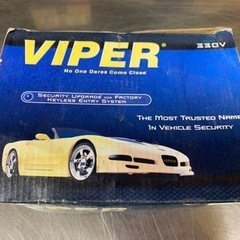 VIPER®
330V
No One Dares Come Close
Security Upgrade for Factory
Keyless Entry System
The Most Trusted Name
In Vehicle Security